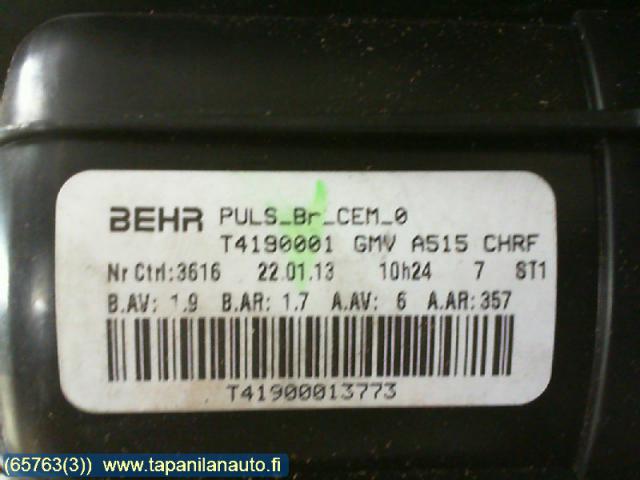 BEHR PULS_Br_CEM_0
T4190001 GMV A515 CHRF
Nr Ctrl:3616 22.01.13 10h24 7 ST1
B.AV: 1.9 B.AR: 1.7 A.AV: 6 A.AR: 357
T41900013773
(65763(3)) www.tapanilanauto.fi